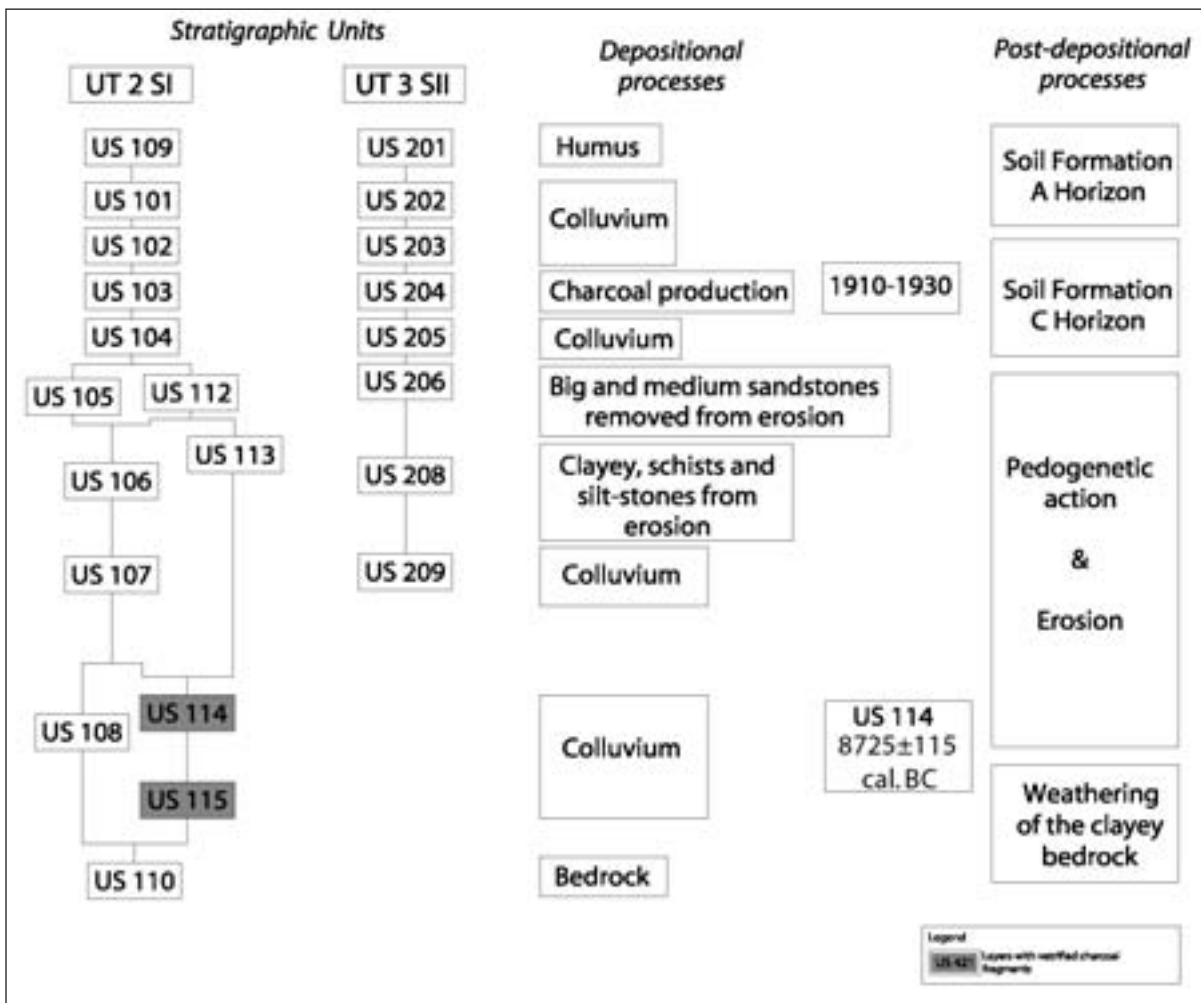 Stratigraphic Units
Depositional
processes
Post-depositional
processes
UT 2 SI
UT 3 SII
US 109
US 101
US 102
US 103
US 104
US 105
US 112
US 113
US 106
US 107
US 108
US 114
US 115
US 110
US 201
US 202
US 203
US 204
US 205
US 206
US 208
US 209
Humus
Colluvium
Charcoal production
Colluvium
Big and medium sandstones
removed from erosion
Clayey, schists and
silt-stones from
erosion
Colluvium
Colluvium
Bedrock
1910-1930
US 114
8725±115
cal. BC
Soil Formation
A Horizon
Soil Formation
C Horizon
Pedogenetic
action
&
Erosion
Weathering
of the clayey
bedrock
Legend
Layers with charcoal
fragments